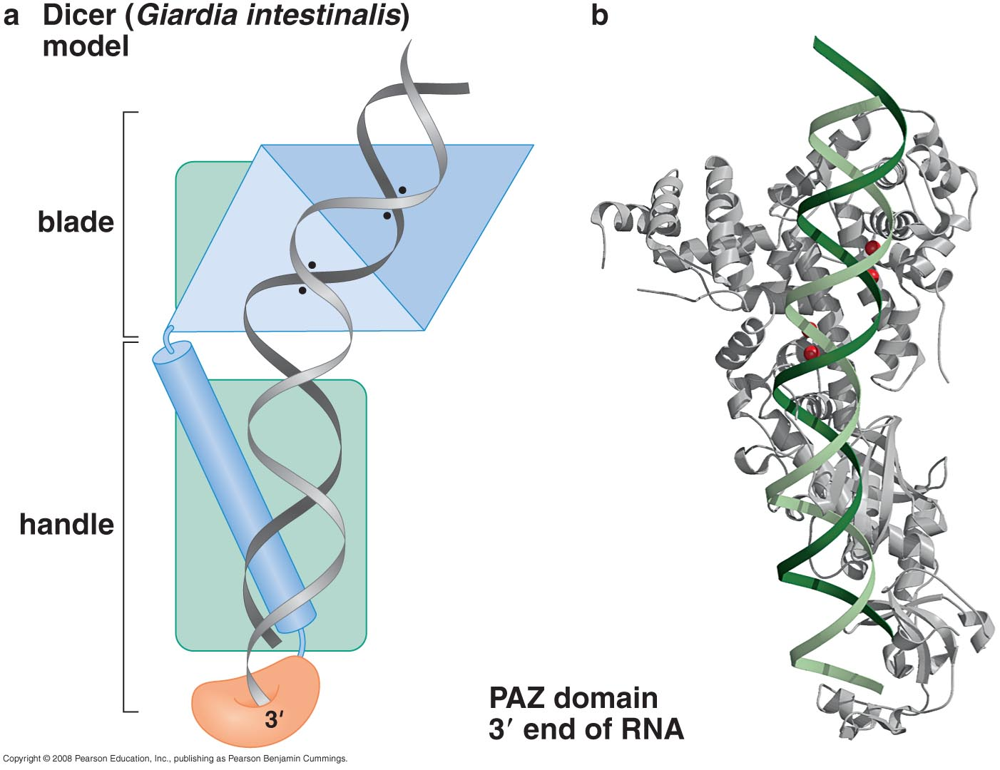 a Dicer (Giardia intestinalis)
model
b
blade
handle
3′
PAZ domain
3′ end of RNA
Copyright © 2008 Pearson Education, Inc., publishing as Pearson Benjamin Cummings.